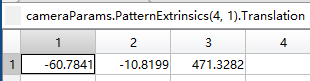 cameraParams.PatternExtrinsics(4, 1).Translation
1 2 3 4
1 -60.7841 -10.8199 471.3282